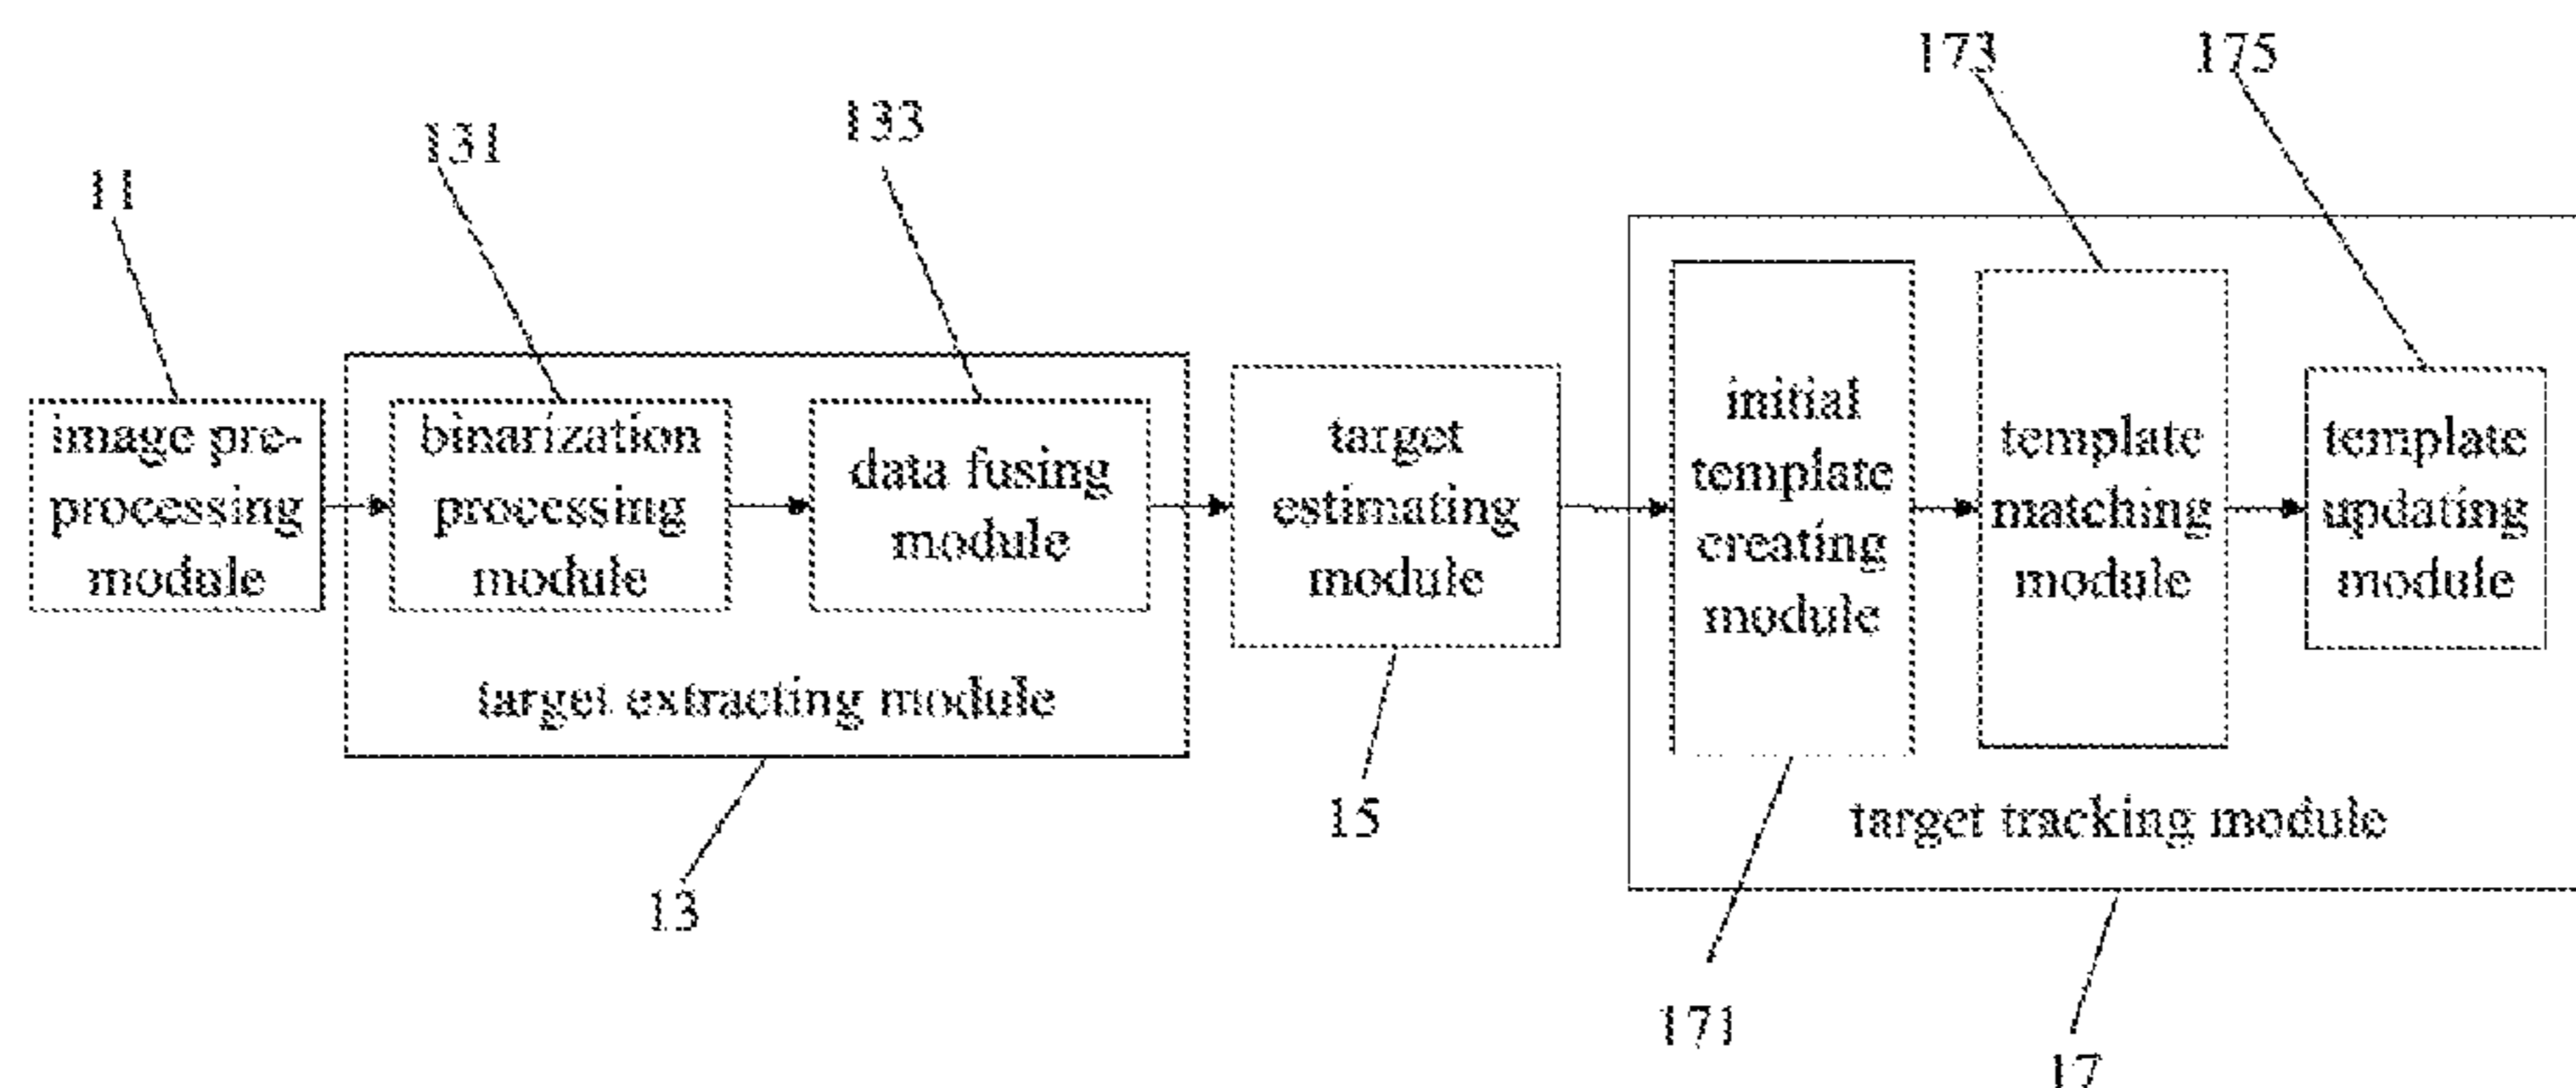 173
175
133
131
11
image pre-
processing
module
binarization
processing
module
data fusing
module
target extracting module
target
estimating
module
initial
template
creating
module
template
matching
module
template
updating
module
target tracking module
15
13
171
17